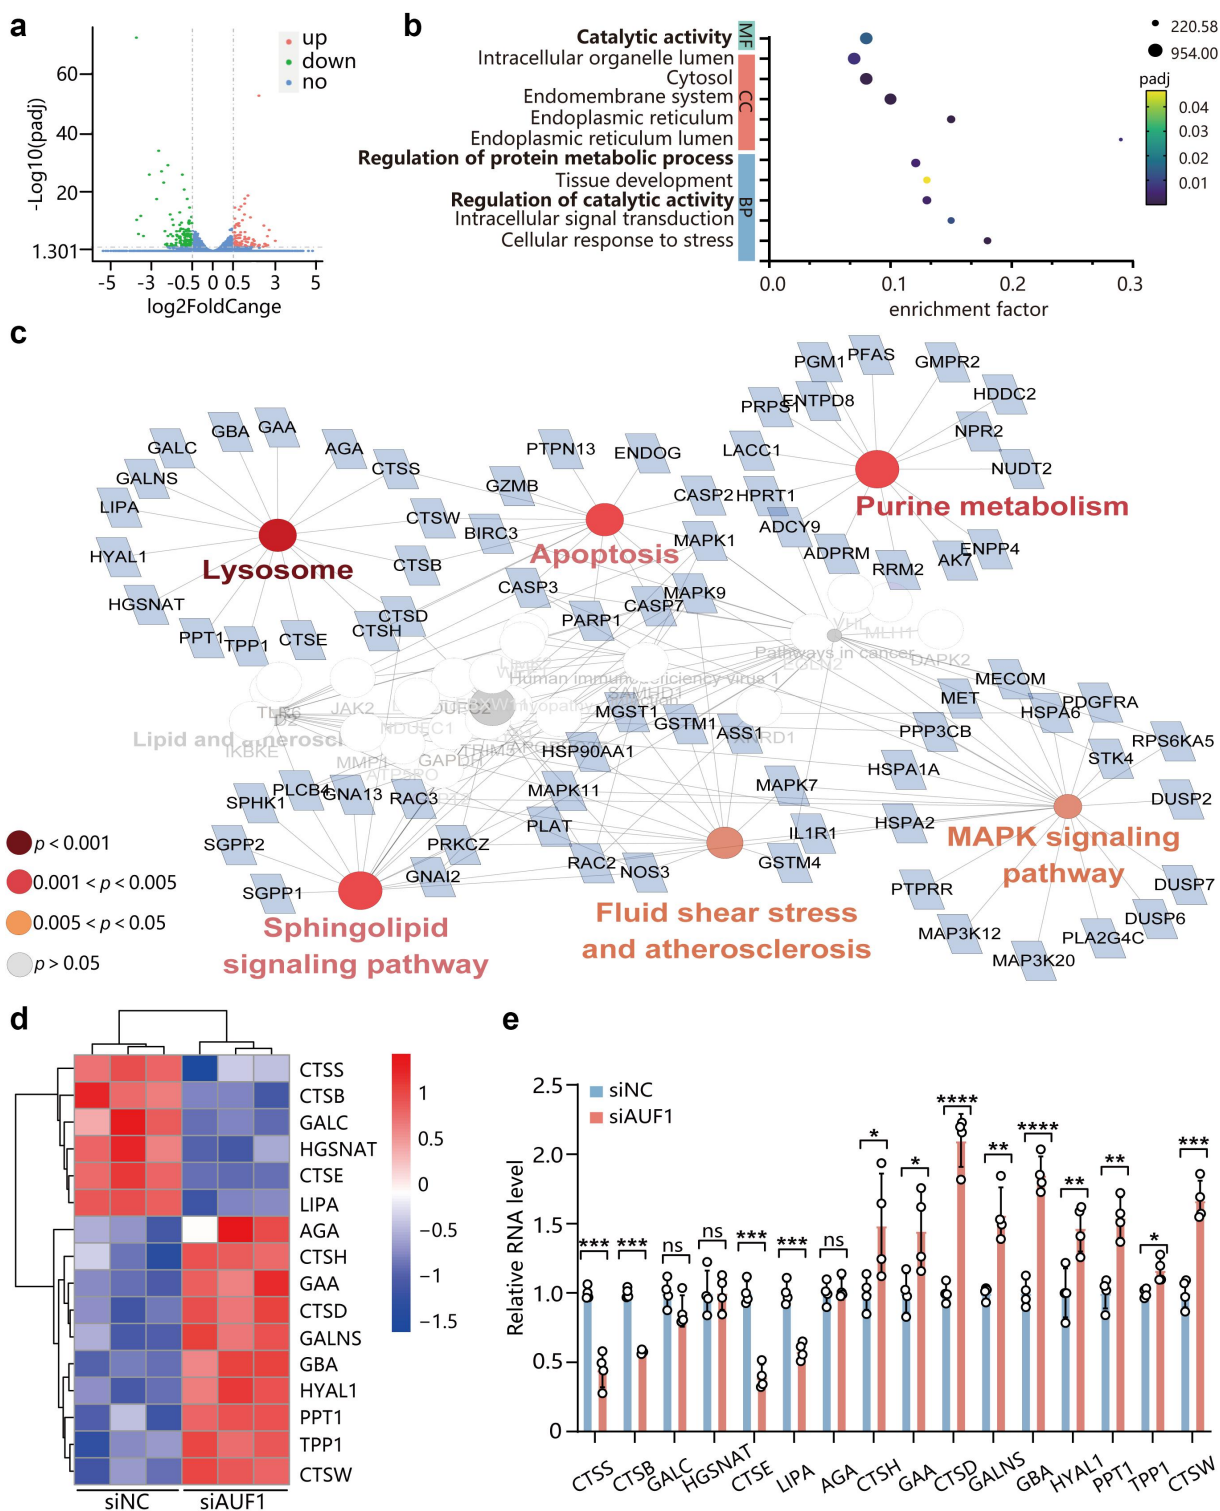 a
up
down
no
60
40
20
1.301
-Log10(padj)
-5
-3
-0.5
0
0.5
3
5
log2FoldCange
b
MF
CC
BP
Catalytic activity
Intracellular organelle lumen
Cytosol
Endomembrane system
Endoplasmic reticulum
Endoplasmic reticulum lumen
Regulation of protein metabolic process
Tissue development
Regulation of catalytic activity
Intracellular signal transduction
Cellular response to stress
0.0
0.1
0.2
0.3
enrichment factor
220.58
954.00
padj
0.04
0.03
0.02
0.01
c
PGM1
PFAS
GMPR2
PRPS1
ENTPD8
HDDC2
LACC1
NPR2
NUDT2
HPRT1
ADCY9
ADPRM
RRM2
AK7
ENPP4
Purine metabolism
GBA
GAA
GALC
AGA
GALNS
CTSS
LIPA
CTSW
HYAL1
CTSB
HGSNAT
CTSD
PPT1
TPP1
CTSE
CTSH
Lysosome
PTPN13
ENDOG
GZMB
CASP2
BIRC3
MAPK1
Apoptosis
CASP3
CASP7
MAPK9
PARP1
VHL
MLH1
Pathways in cancer
EGLN2
DAPK2
Human immunodeficiency virus 1
SAMHD1
JAK2
NDUFC1
IKBKE
MMP1
GAPDH
ATP5PO
TRIM5
MGST1
GSTM1
ASS1
HSP90AA1
MECOM
MET
HSPA6
PDGFRA
PPP3CB
RPS6KA5
STK4
HSPA1A
DUSP2
HSPA2
MAPK signaling
pathway
PTPRR
DUSP7
MAP3K12
DUSP6
PLA2G4C
MAP3K20
SPHK1
PLCB4
GNA13
RAC3
SGPP2
PRKCZ
SGPP1
GNAI2
Sphingolipid
signaling pathway
MAPK11
MAPK7
PLAT
IL1R1
RAC2
NOS3
GSTM4
Fluid shear stress
and atherosclerosis
p < 0.001
0.001 < p < 0.005
0.005 < p < 0.05
p > 0.05
d
CTSS
CTSB
GALC
HGSNAT
CTSE
LIPA
AGA
CTSH
GAA
CTSD
GALNS
GBA
HYAL1
PPT1
TPP1
CTSW
siNC
siAUF1
1
0.5
0
−0.5
−1
−1.5
e
siNC
siAUF1
Relative RNA level
2.5
2.0
1.5
1.0
0.5
0
***
***
ns
ns
***
***
ns
*
*
****
**
****
**
**
*
***
CTSS
CTSB
GALC
HGSNAT
CTSE
LIPA
AGA
CTSH
GAA
CTSD
GALNS
GBA
HYAL1
PPT1
TPP1
CTSW